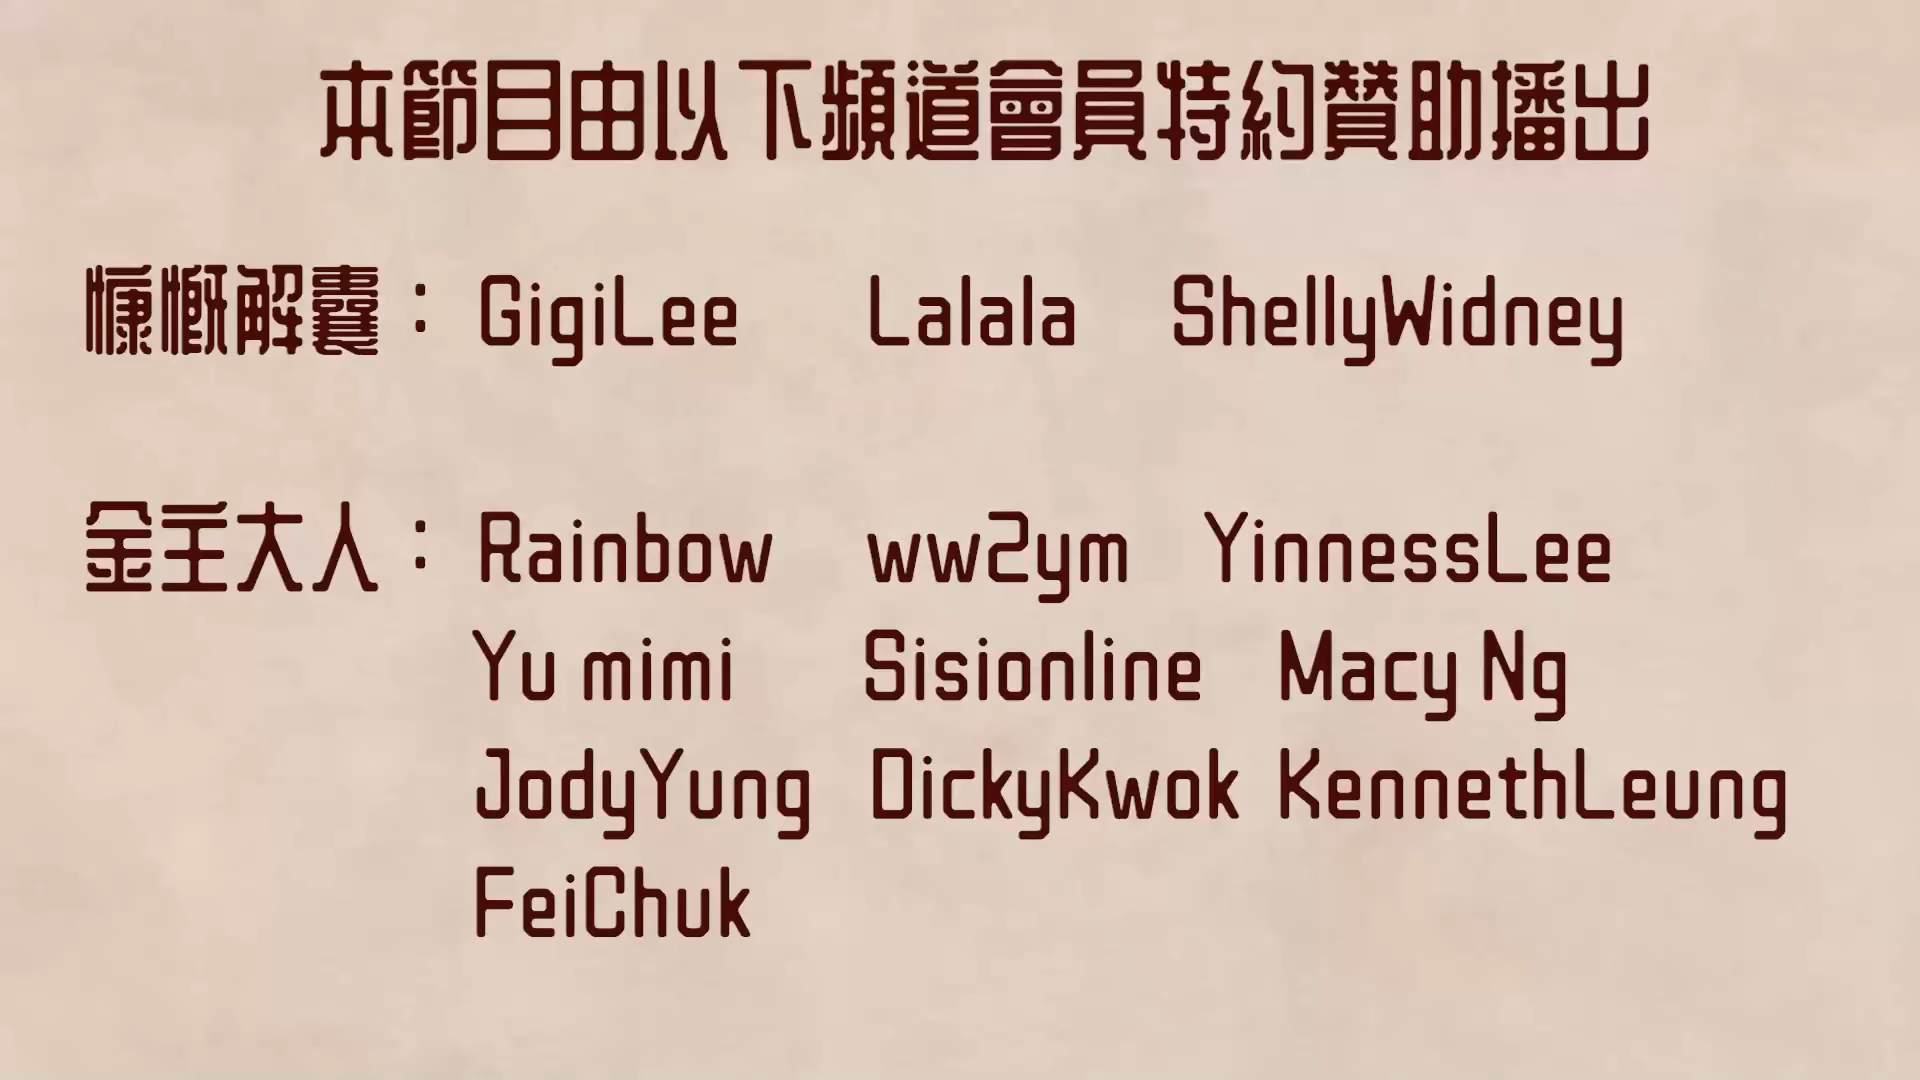 本節目由以下頻道會員特約贊助播出
慷慨解囊：GigiLee Lalala ShellyWidney
金主大人：Rainbow ww2ym YinnessLee
Yu mimi Sisionline Macy Ng
JodyYung DickyKwok KennethLeung
FeiChuk